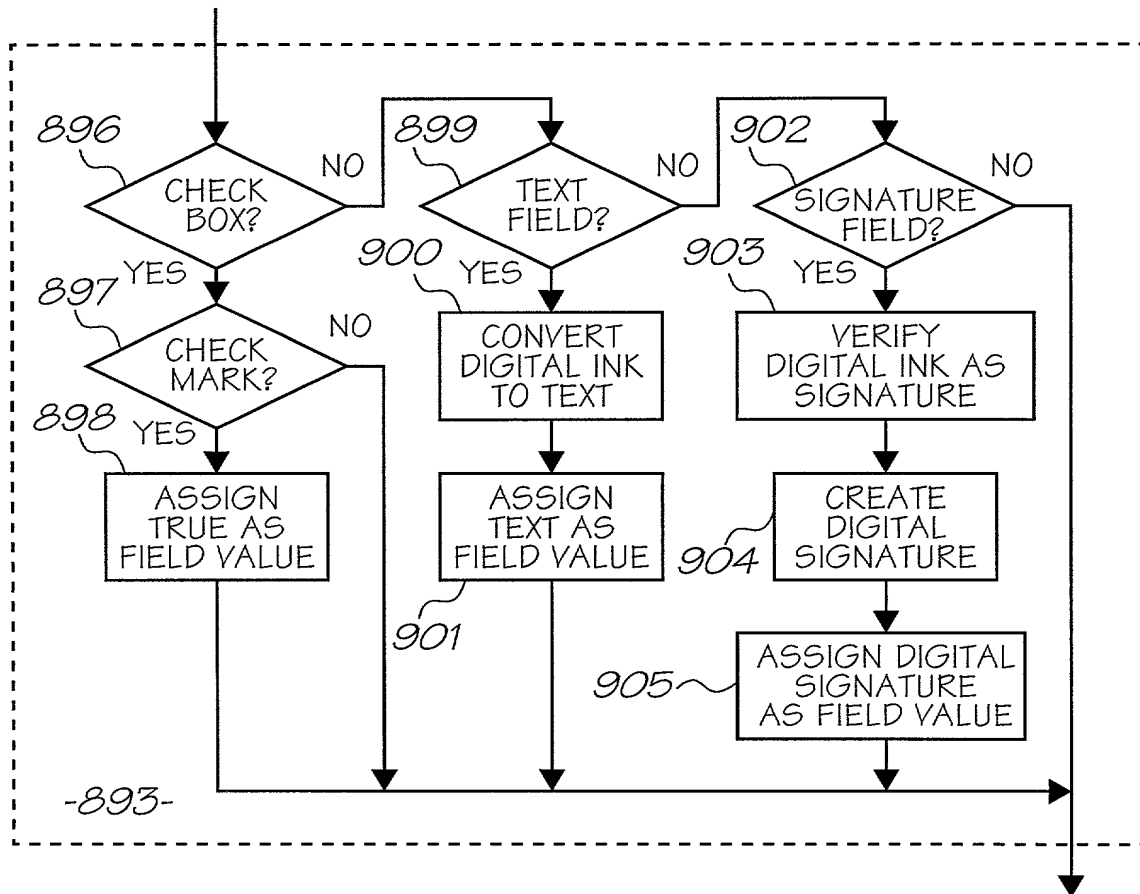 896
CHECK
BOX?
NO
YES
897
CHECK
MARK?
NO
YES
898
ASSIGN
TRUE AS
FIELD VALUE
899
TEXT
FIELD?
NO
YES
900
CONVERT
DIGITAL INK
TO TEXT
ASSIGN
TEXT AS
FIELD VALUE
901
902
SIGNATURE
FIELD?
NO
YES
903
VERIFY
DIGITAL INK AS
SIGNATURE
CREATE
DIGITAL
SIGNATURE
904
ASSIGN DIGITAL
SIGNATURE
AS FIELD VALUE
905
-893-